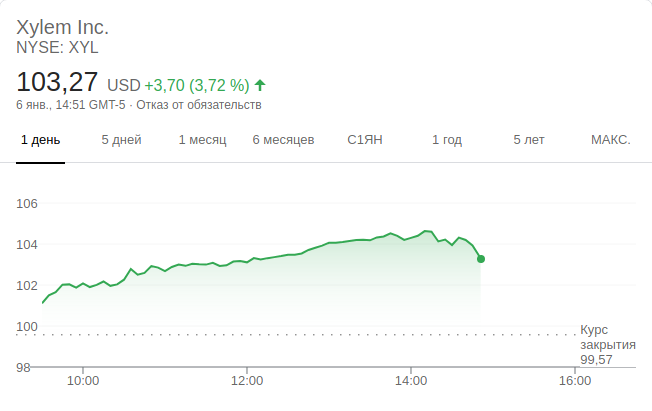 Xylem Inc.
NYSE: XYL
103,27 USD +3,70 (3,72 %)
6 янв., 14:51 GMT-5 · Отказ от обязательств
1 день 5 дней 1 месяц 6 месяцев С1ЯН 1 год 5 лет МАКС.
106
104
102
100
98
Курс
закрытия
99,57
10:00 12:00 14:00 16:00